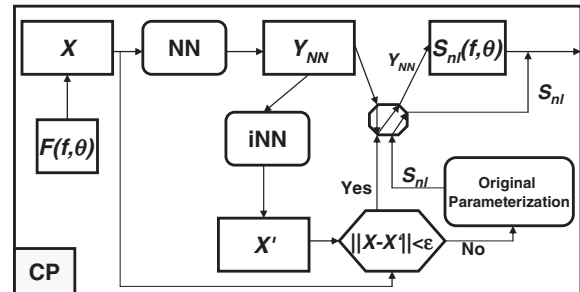 X
NN
Y_NN
Y_NN
S_nl(f,θ)
S_nl
F(f,θ)
iNN
S_nl
Original
Parameterization
Yes
X'
||X-X'||<ε
No
CP